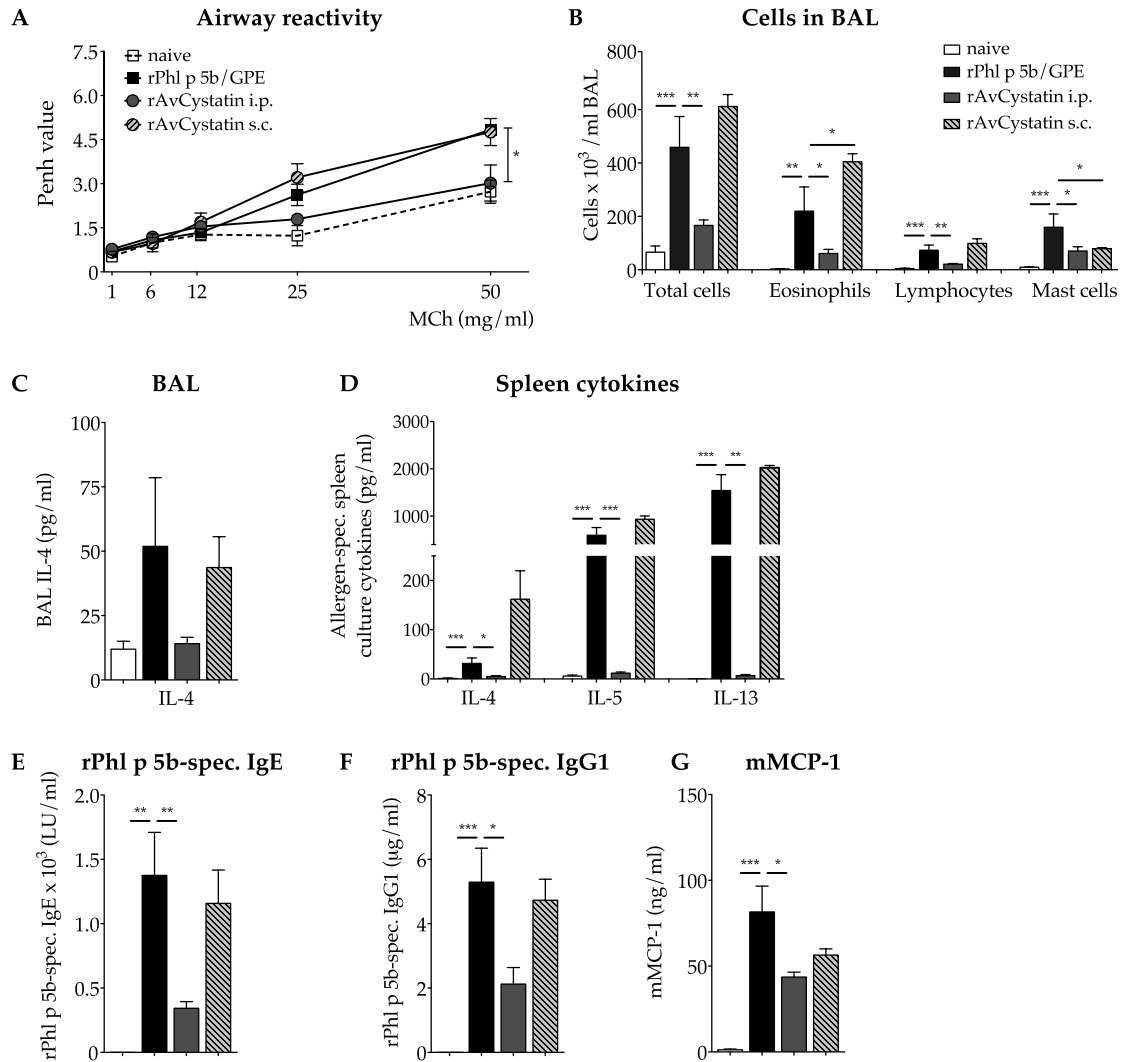 A Airway reactivity
7.5
6.0
4.5
3.0
1.5
0
Penh value
naive
rPhl p 5b/GPE
rAvCystatin i.p.
rAvCystatin s.c.
*
1 6 12 25 50
MCh (mg/ml)
B Cells in BAL
800
600
400
200
0
Cells x 10³ /ml BAL
naive
rPhl p 5b/GPE
rAvCystatin i.p.
rAvCystatin s.c.
*** **
** * *
*** **
*** * *
Total cells Eosinophils Lymphocytes Mast cells
C BAL
100
75
50
25
0
BAL IL-4 (pg/ml)
IL-4
D Spleen cytokines
3000
2000
1000
200
100
0
Allergen-spec. spleen
culture cytokines (pg/ml)
*** *
*** ***
*** **
IL-4 IL-5 IL-13
E rPhl p 5b-spec. IgE
2.0
1.5
1.0
0.5
0
rPhl p 5b-spec. IgE x 10³ (LU/ml)
** **
F rPhl p 5b-spec. IgG1
8
6
4
2
0
rPhl p 5b-spec. IgG1 (µg/ml)
*** *
G mMCP-1
150
100
50
0
mMCP-1 (ng/ml)
*** *